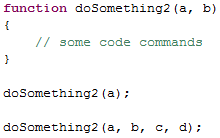 function doSomething2(a, b)
{
    // some code commands
}
doSomething2(a);
doSomething2(a, b, c, d);